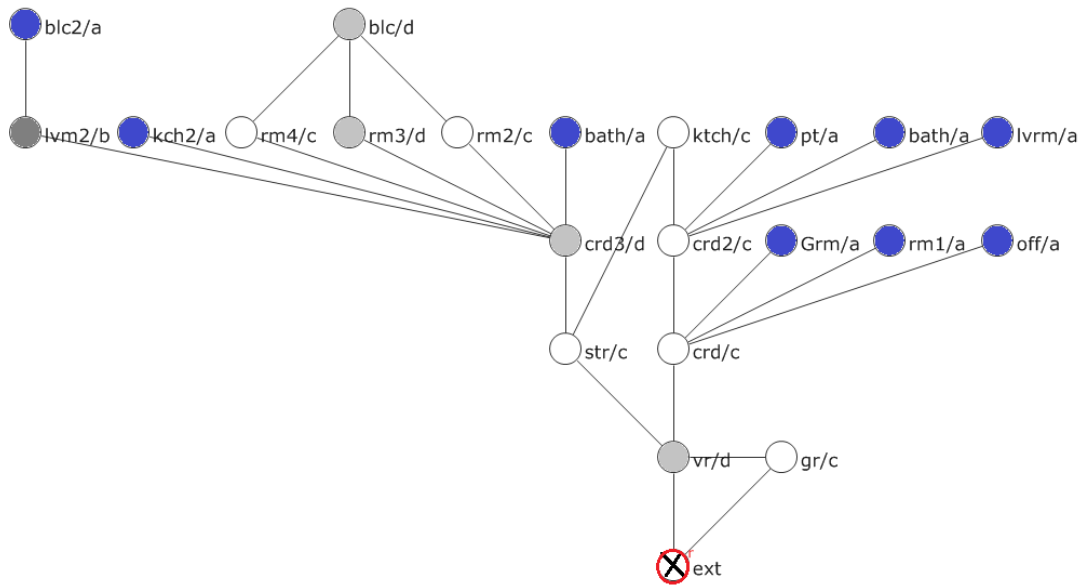 blc2/a blc/d
lvm2/b kch2/a rm4/c rm3/d rm2/c bath/a ktch/c pt/a bath/a lvrm/a
crd3/d crd2/c Grm/a rm1/a off/a
str/c crd/c
vr/d gr/c
r
ext